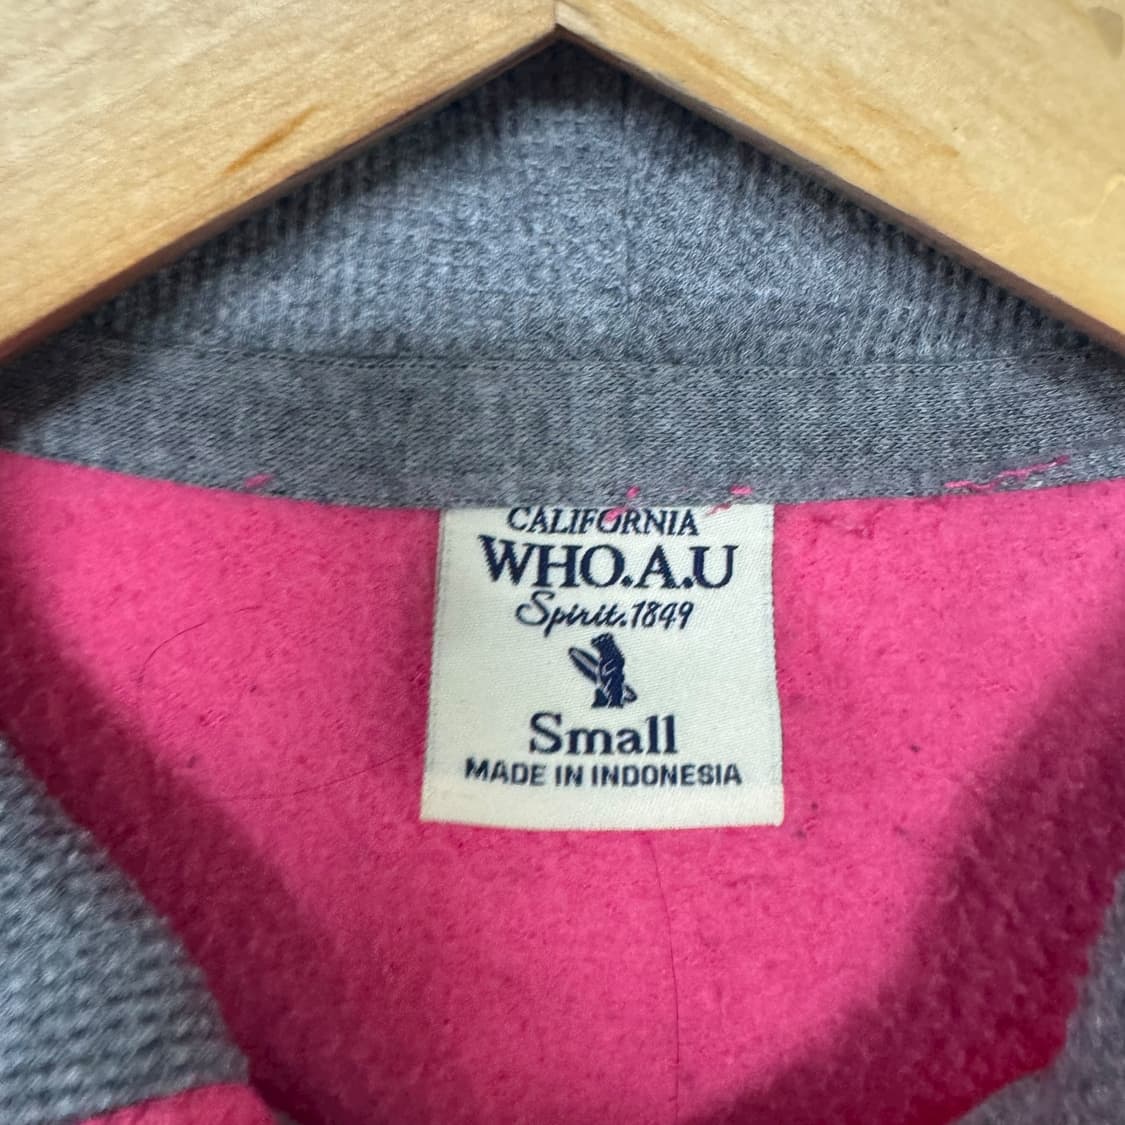 CALIFORNIA
WHO.A.U
Spirit.1849
Small
MADE IN INDONESIA